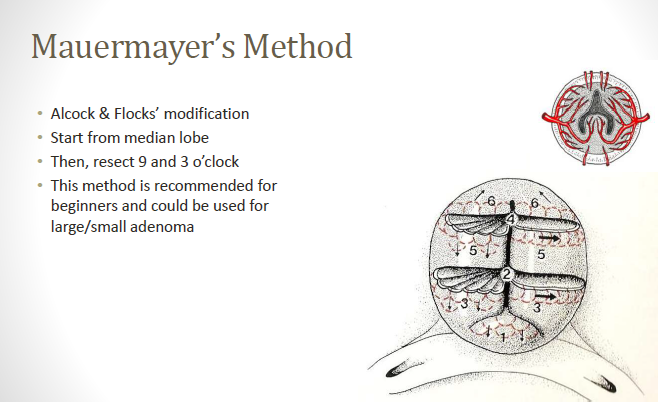 Mauermayer's Method
• Alcock & Flocks' modification
• Start from median lobe
• Then, resect 9 and 3 o'clock
• This method is recommended for
beginners and could be used for
large/small adenoma
6 6
4
5 5
2
3 3
1